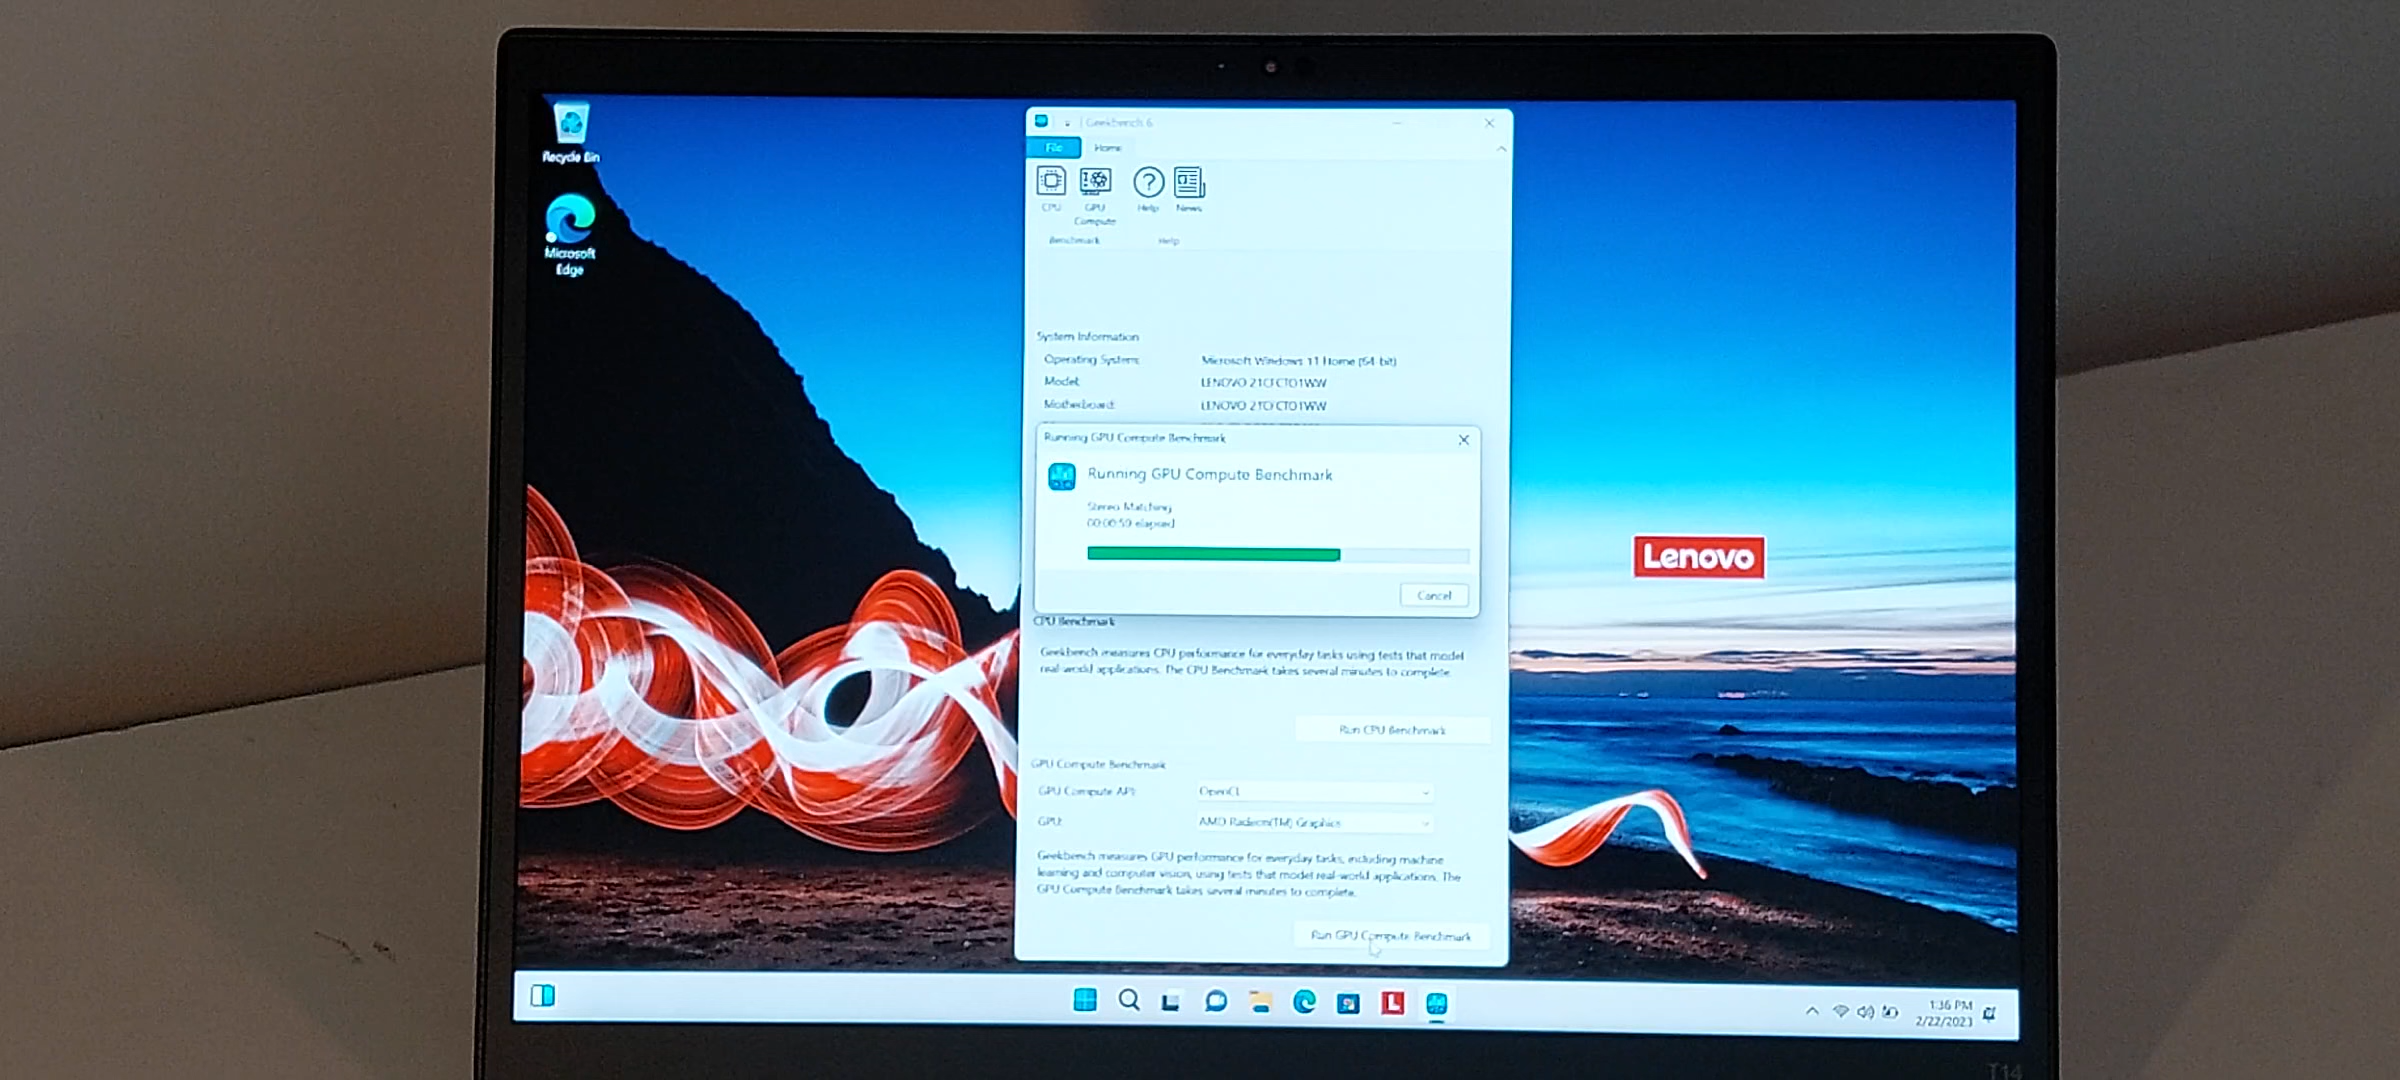 Recycle Bin
Microsoft
Edge
Geekbench 6
File Home
CPU GPU Help News
Compute
Benchmark Help
System Information
Operating System: Microsoft Windows 11 Home (64-bit)
Model: LENOVO 21CFCTO1WW
Motherboard: LENOVO 21CFCTO1WW
Running GPU Compute Benchmark
Running GPU Compute Benchmark
Stereo Matching
00:00:50 elapsed
Cancel
CPU Benchmark
Geekbench measures CPU performance for everyday tasks using tests that model
real-world applications. The CPU Benchmark takes several minutes to complete.
Run CPU Benchmark
GPU Compute Benchmark
GPU Compute API: OpenCL
GPU: AMD Radeon(TM) Graphics
Geekbench measures GPU performance for everyday tasks, including machine
learning and computer vision, using tests that model real-world applications. The
GPU Compute Benchmark takes several minutes to complete.
Run GPU Compute Benchmark
Lenovo
L
1:36 PM
2/22/2023
T14